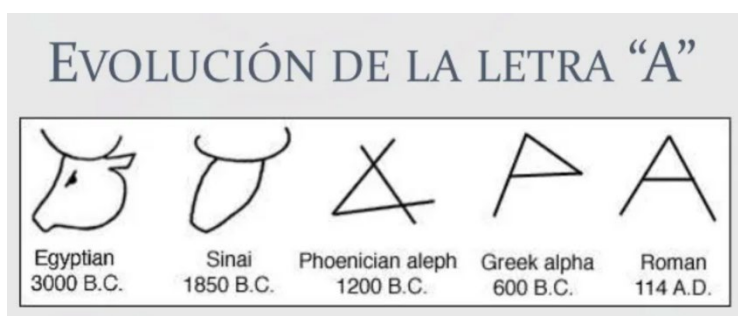 EVOLUCIÓN DE LA LETRA “A”
Egyptian Sinai Phoenician aleph Greek alpha Roman
3000 B.C. 1850 B.C. 1200 B.C. 600 B.C. 114 A.D.